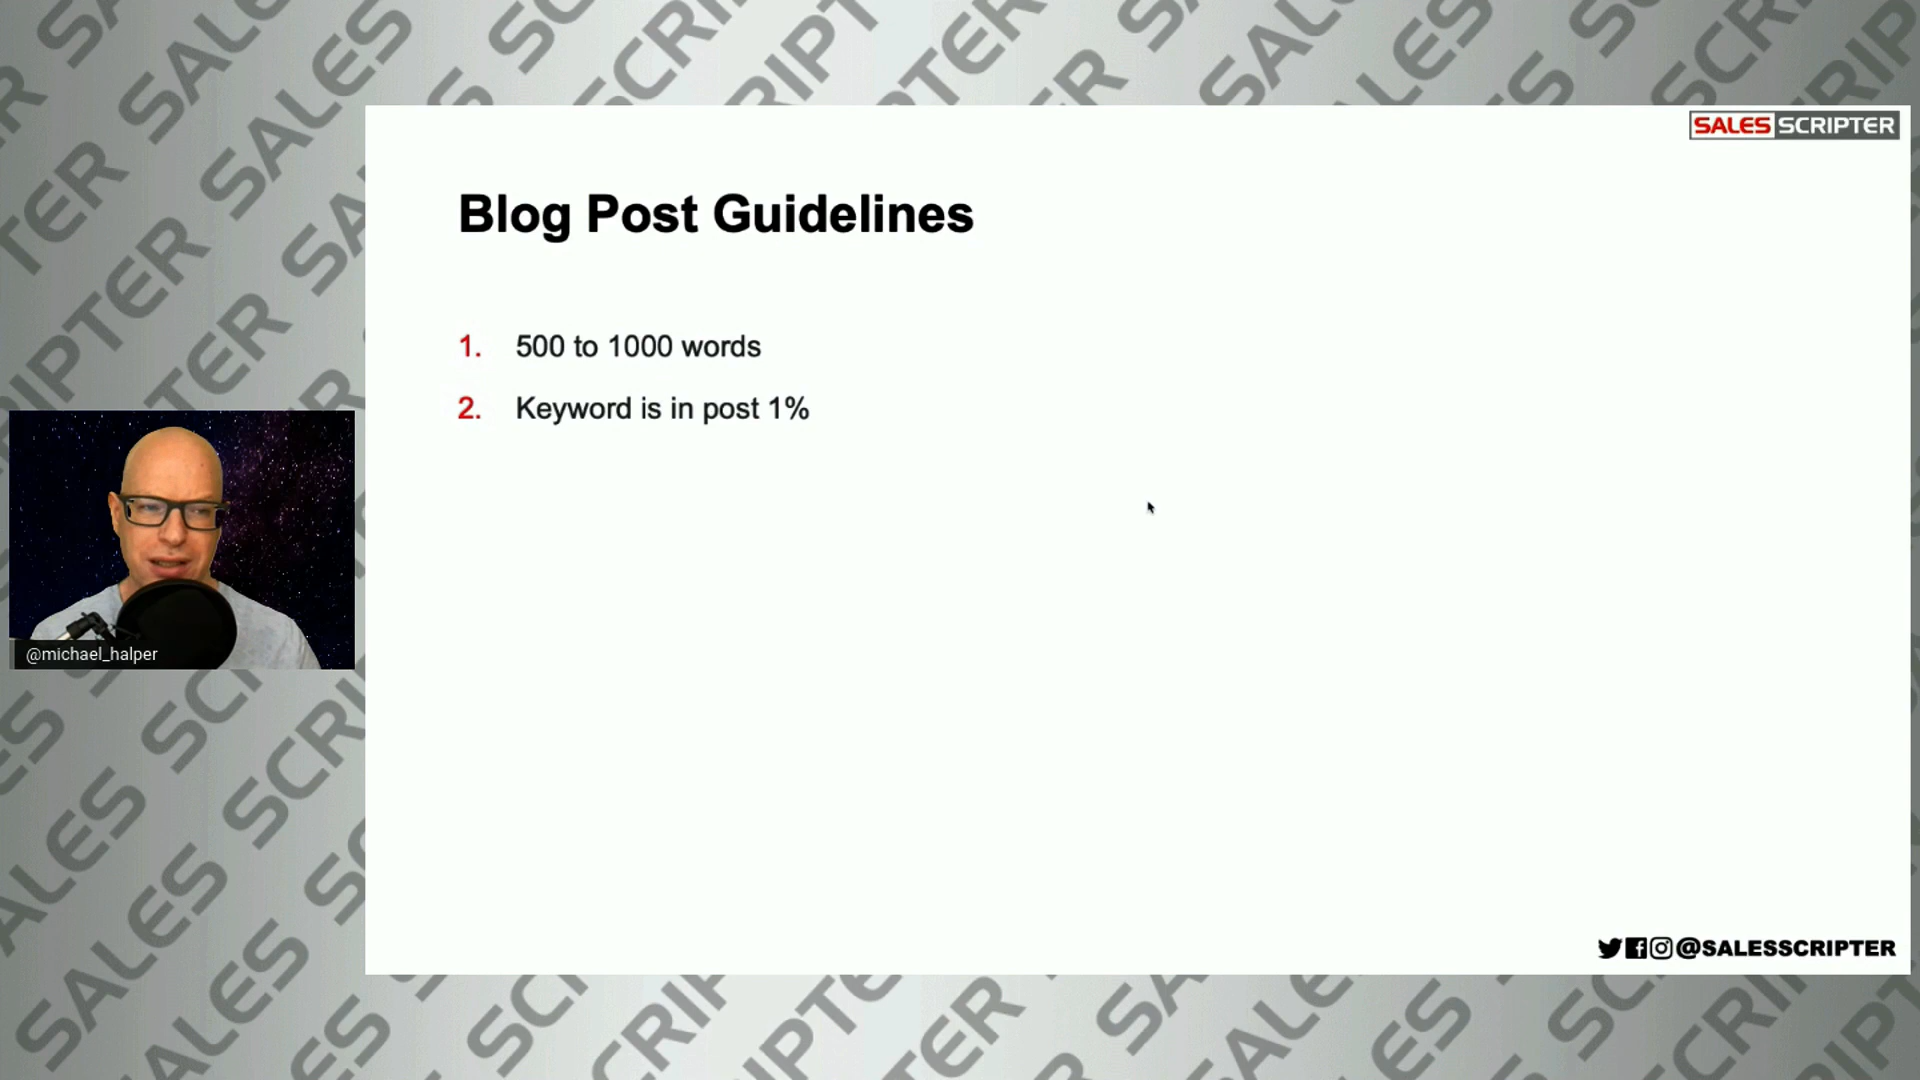 SALES SCRIPTER
Blog Post Guidelines
1. 500 to 1000 words
2. Keyword is in post 1%
@michael_halper
@SALESSCRIPTER